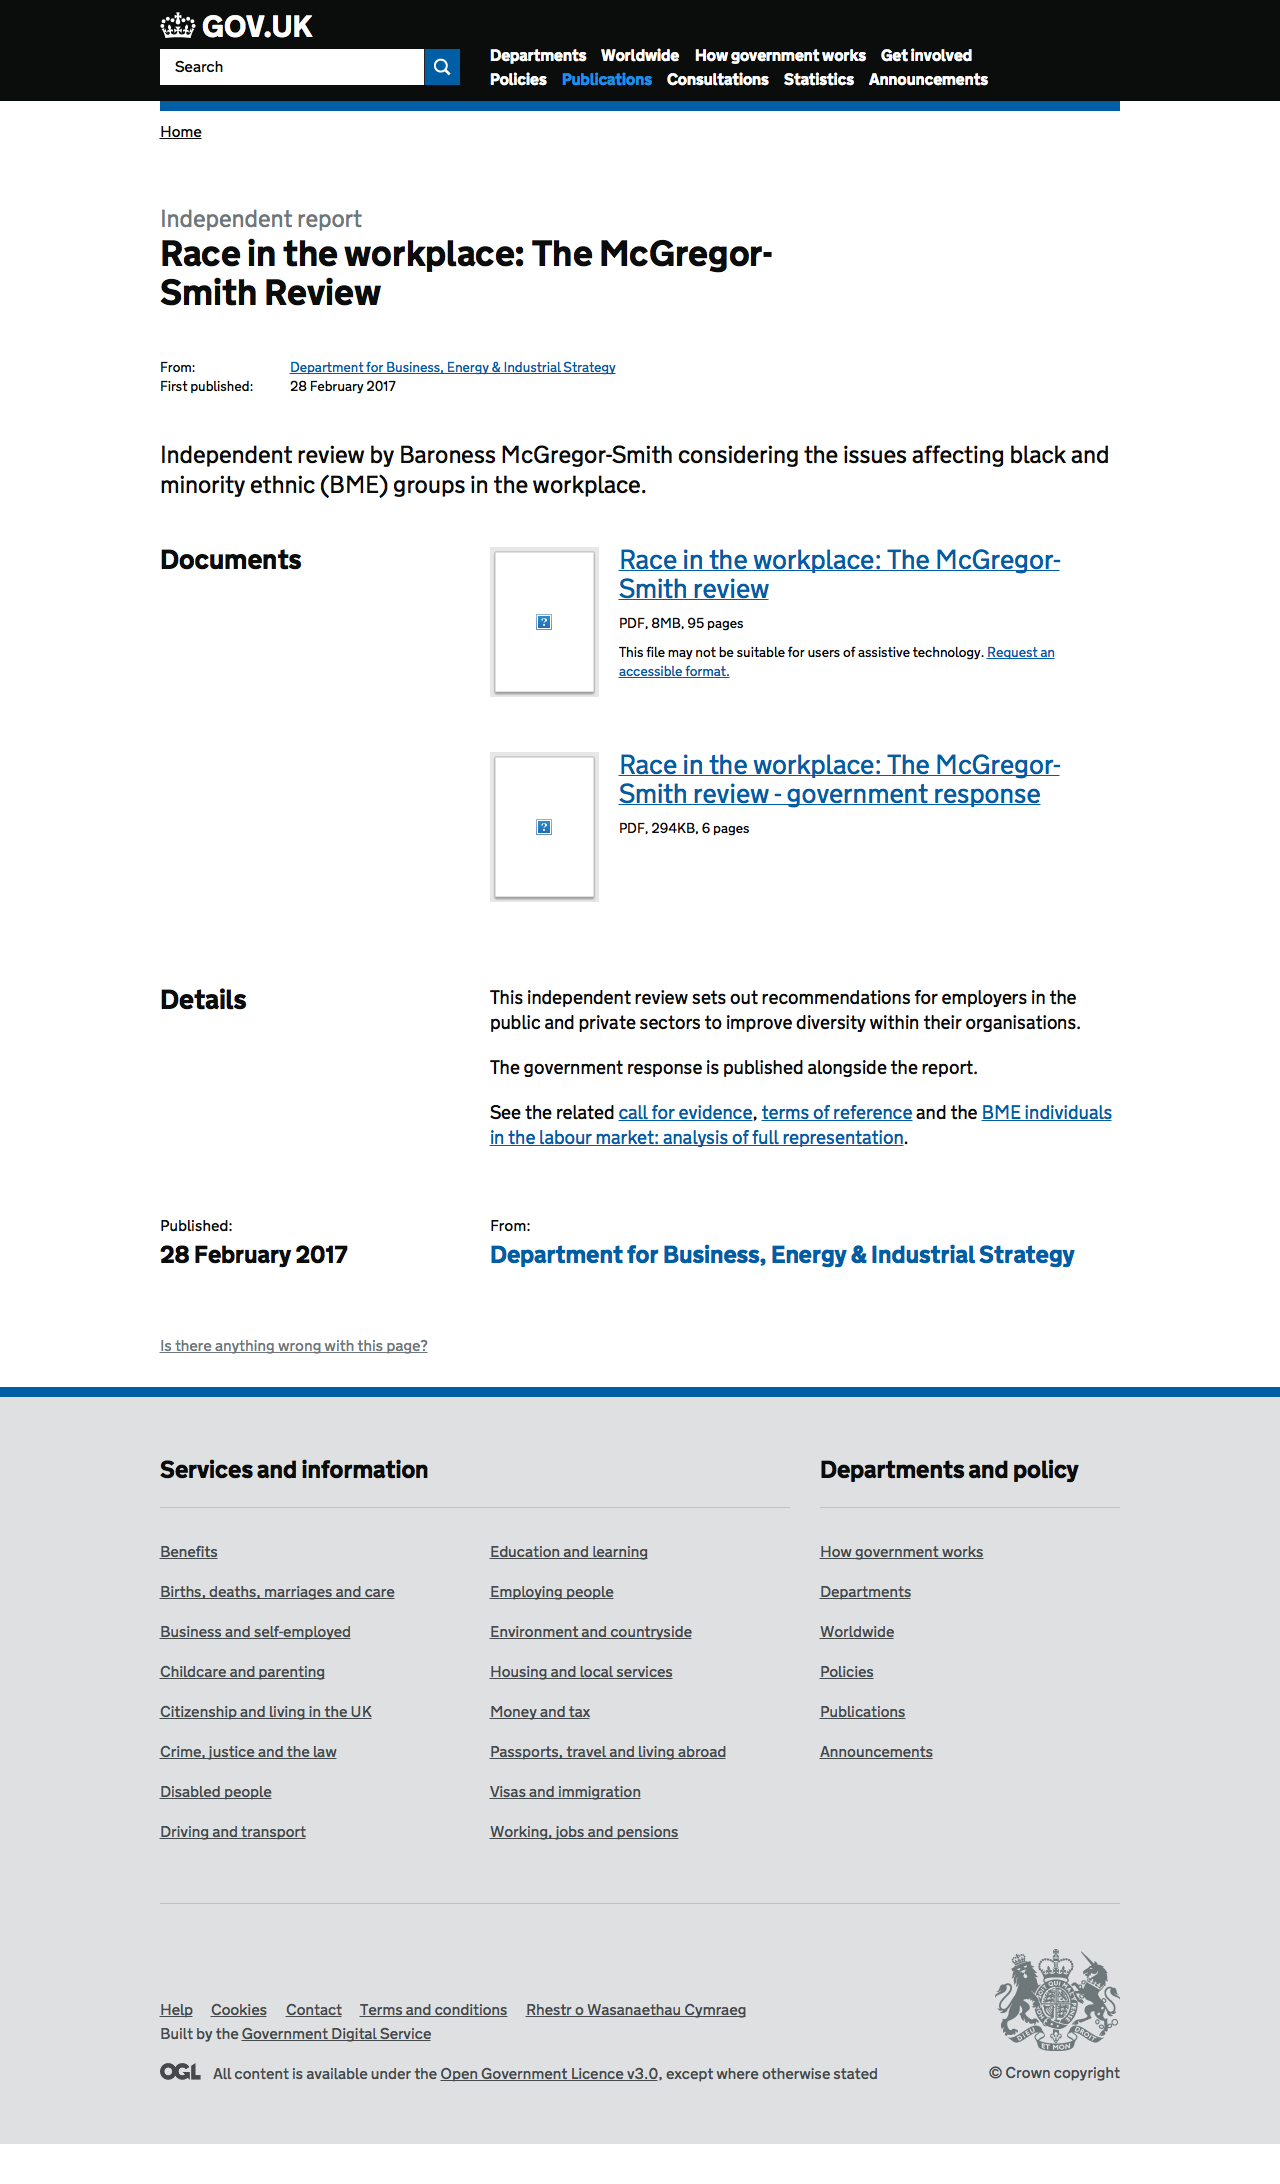 GOV.UK
Search
Departments Worldwide How government works Get involved
Policies Publications Consultations Statistics Announcements
Home
Independent report
Race in the workplace: The McGregor-
Smith Review
From: Department for Business, Energy & Industrial Strategy
First published: 28 February 2017
Independent review by Baroness McGregor-Smith considering the issues affecting black and
minority ethnic (BME) groups in the workplace.
Documents
Race in the workplace: The McGregor-
Smith review
PDF, 8MB, 95 pages
This file may not be suitable for users of assistive technology. Request an
accessible format.
Race in the workplace: The McGregor-
Smith review - government response
PDF, 294KB, 6 pages
Details
This independent review sets out recommendations for employers in the
public and private sectors to improve diversity within their organisations.
The government response is published alongside the report.
See the related call for evidence, terms of reference and the BME individuals
in the labour market: analysis of full representation.
Published:
28 February 2017
From:
Department for Business, Energy & Industrial Strategy
Is there anything wrong with this page?
Services and information
Benefits
Births, deaths, marriages and care
Business and self-employed
Childcare and parenting
Citizenship and living in the UK
Crime, justice and the law
Disabled people
Driving and transport
Education and learning
Employing people
Environment and countryside
Housing and local services
Money and tax
Passports, travel and living abroad
Visas and immigration
Working, jobs and pensions
Departments and policy
How government works
Departments
Worldwide
Policies
Publications
Announcements
Help Cookies Contact Terms and conditions Rhestr o Wasanaethau Cymraeg
Built by the Government Digital Service
OGL All content is available under the Open Government Licence v3.0, except where otherwise stated
DIEU ET MON DROIT
© Crown copyright